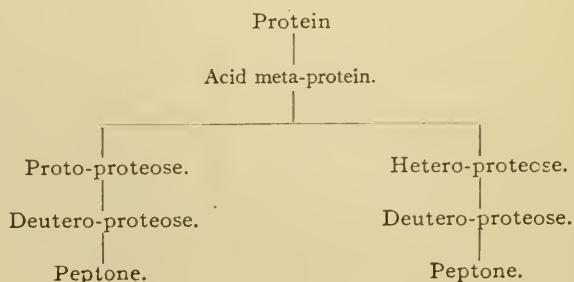 Protein
Acid meta-protein.
Proto-proteose. Hetero-proteose.
Deutero-proteose. Deutero-proteose.
Peptone. Peptone.